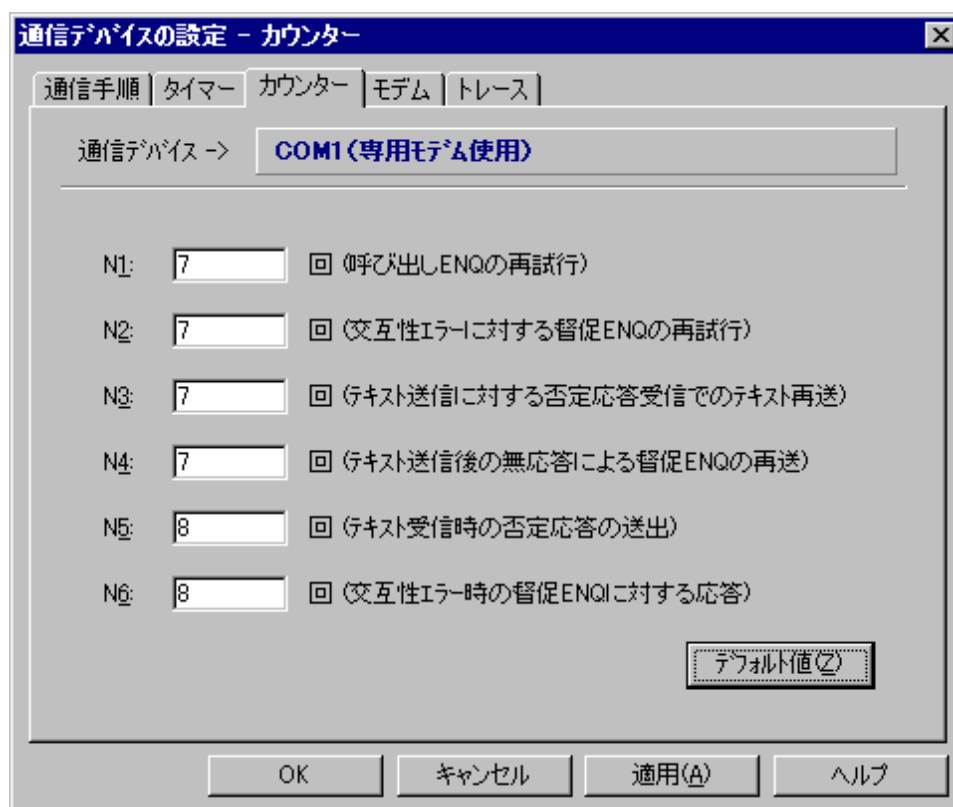 通信デバイスの設定 - カウンター
通信手順 タイマー カウンター モデム トレース
通信デバイス -> COM1(専用モデム使用)
N1: 7 回 (呼び出しENQの再試行)
N2: 7 回 (交互性エラーに対する督促ENQの再試行)
N3: 7 回 (テキスト送信に対する否定応答受信でのテキスト再送)
N4: 7 回 (テキスト送信後の無応答による督促ENQの再送)
N5: 8 回 (テキスト受信時の否定応答の送出)
N6: 8 回 (交互性エラー時の督促ENQに対する応答)
デフォルト値(Z)
OK キャンセル 適用(A) ヘルプ